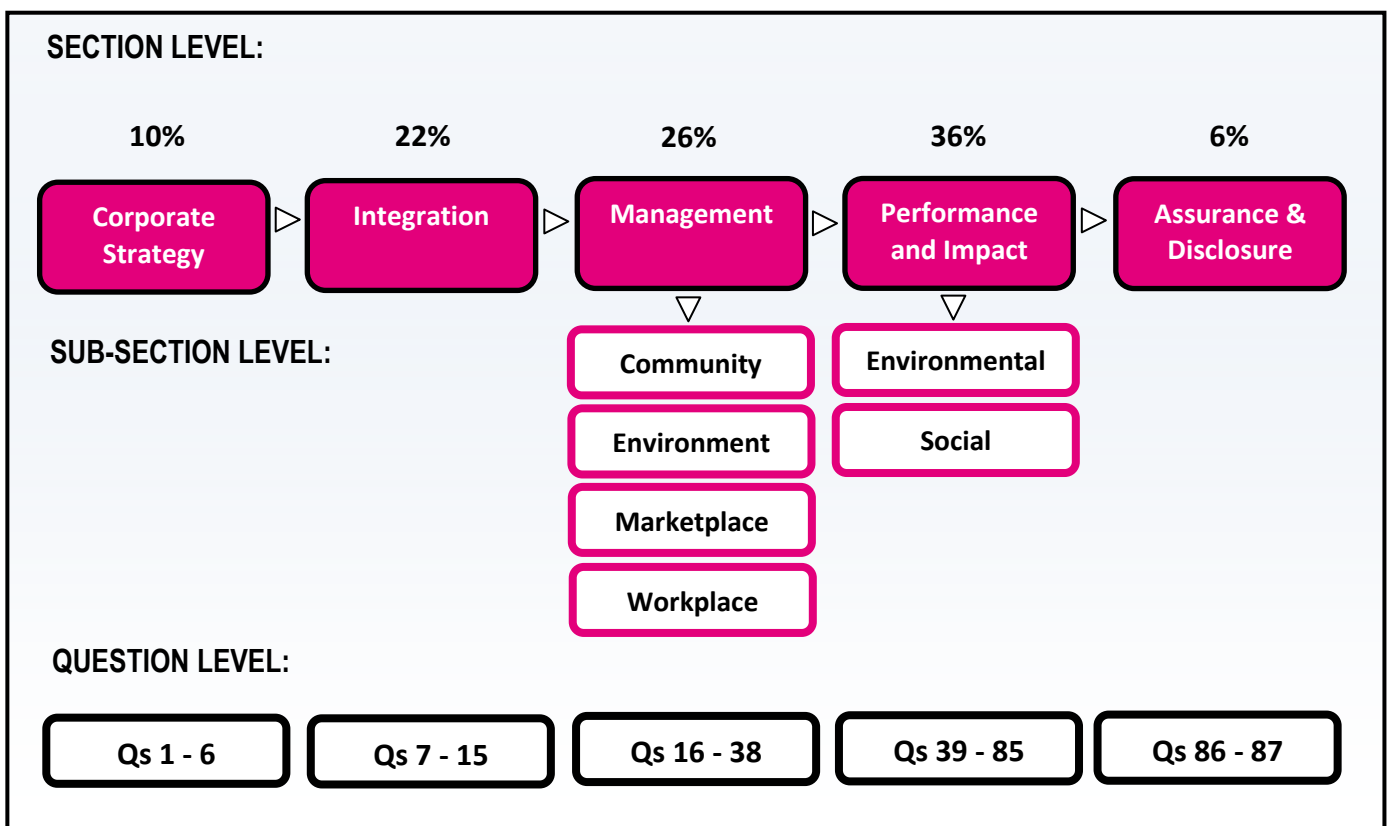 SECTION LEVEL:
10%
22%
26%
36%
6%
Corporate
Strategy
Integration
Management
Performance
and Impact
Assurance &
Disclosure
SUB-SECTION LEVEL:
Community
Environment
Marketplace
Workplace
Environmental
Social
QUESTION LEVEL:
Qs 1 - 6
Qs 7 - 15
Qs 16 - 38
Qs 39 - 85
Qs 86 - 87